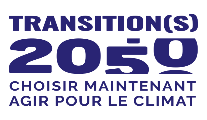 TRANSITION(S)
2050
CHOISIR MAINTENANT
AGIR POUR LE CLIMAT